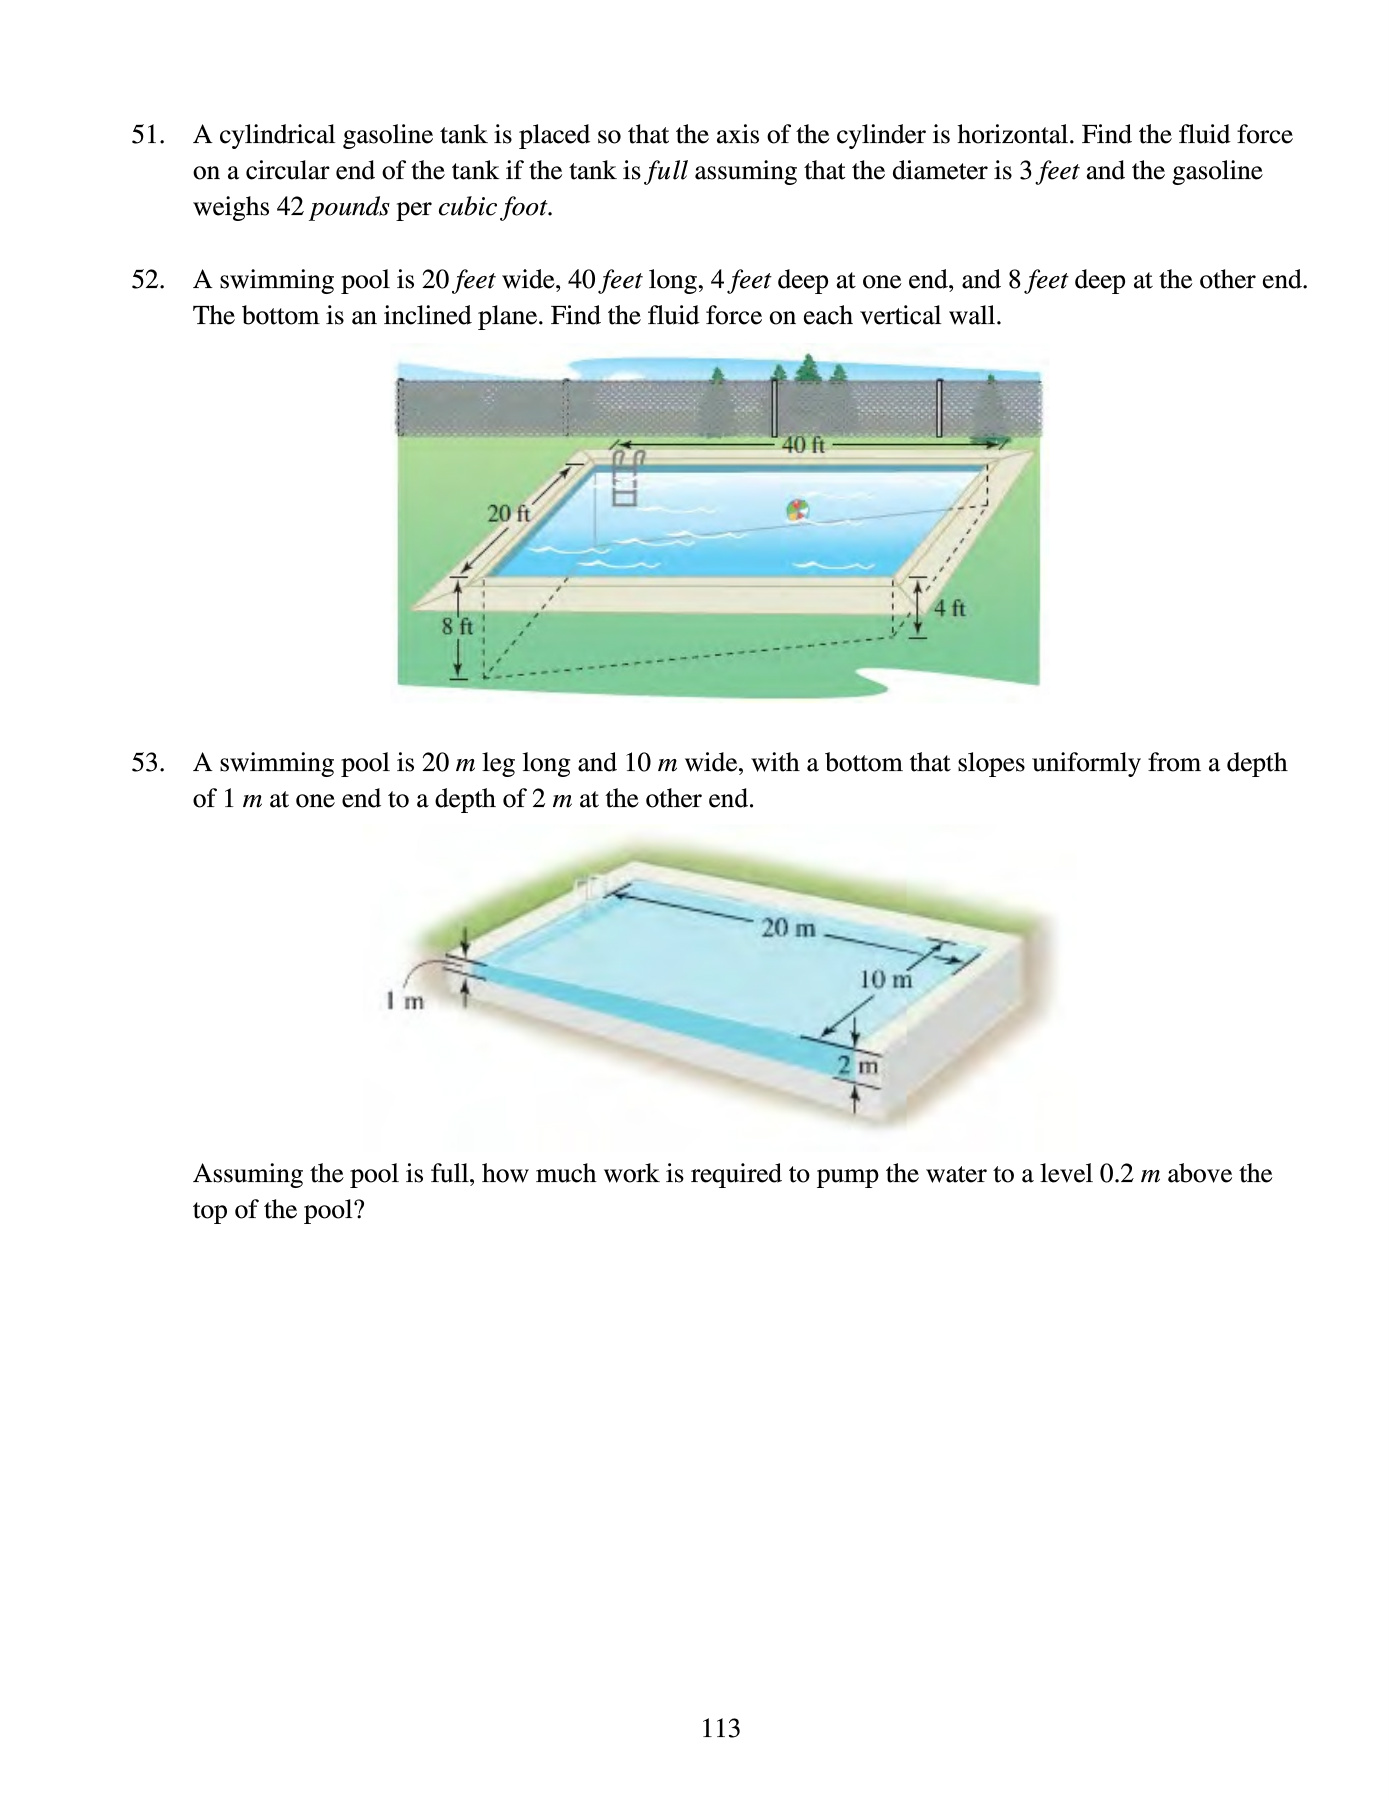 51. A cylindrical gasoline tank is placed so that the axis of the cylinder is horizontal. Find the fluid force
on a circular end of the tank if the tank is full assuming that the diameter is 3 feet and the gasoline
weighs 42 pounds per cubic foot.
52. A swimming pool is 20 feet wide, 40 feet long, 4 feet deep at one end, and 8 feet deep at the other end.
The bottom is an inclined plane. Find the fluid force on each vertical wall.
40 ft
20 ft
8 ft
4 ft
53. A swimming pool is 20 m leg long and 10 m wide, with a bottom that slopes uniformly from a depth
of 1 m at one end to a depth of 2 m at the other end.
20 m
10 m
1 m
2 m
Assuming the pool is full, how much work is required to pump the water to a level 0.2 m above the
top of the pool?
113